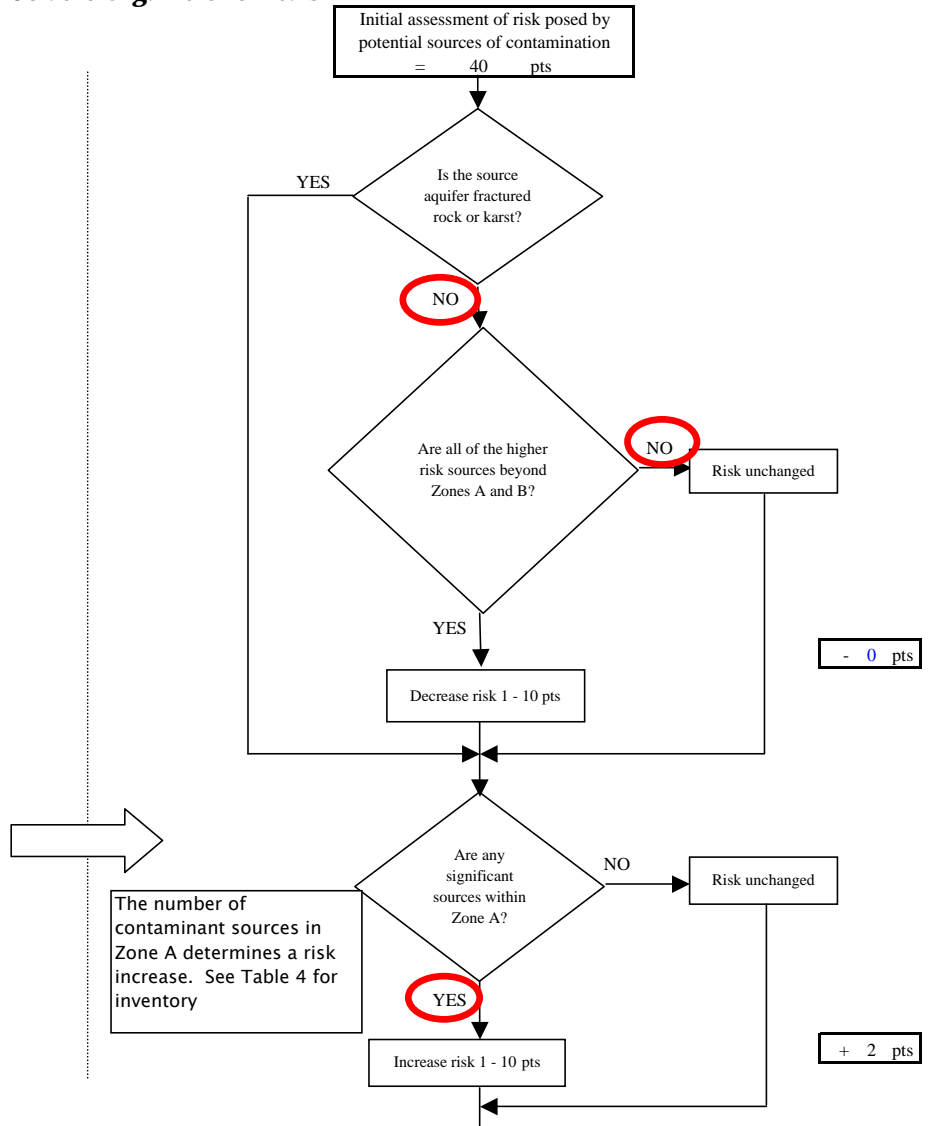 Initial assessment of risk posed by
potential sources of contamination
= 40 pts
Is the source
aquifer fractured
rock or karst?
YES
NO
Are all of the higher
risk sources beyond
Zones A and B?
NO
Risk unchanged
YES
- 0 pts
Decrease risk 1 - 10 pts
Are any
significant
sources within
Zone A?
NO
Risk unchanged
The number of
contaminant sources in
Zone A determines a risk
increase. See Table 4 for
inventory
YES
+ 2 pts
Increase risk 1 - 10 pts